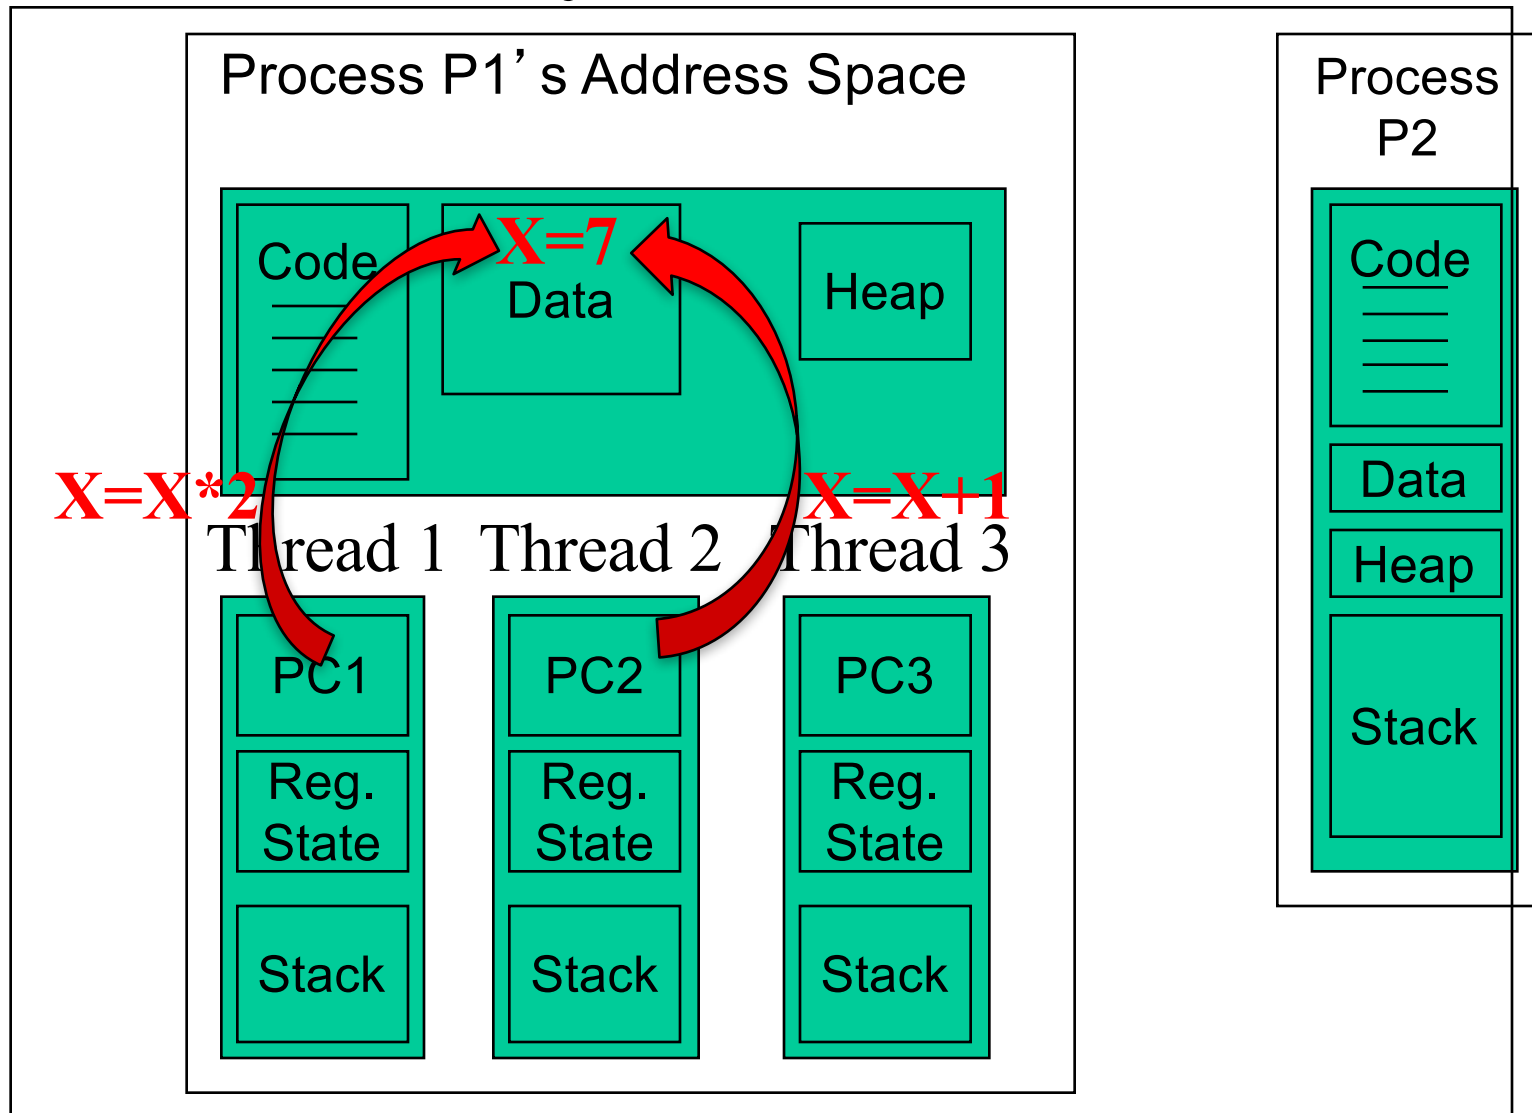 Process P1’s Address Space
X=7
Code
Data
Heap
X=X*2
X=X+1
Thread 1
Thread 2
Thread 3
PC1
PC2
PC3
Reg.
State
Reg.
State
Reg.
State
Stack
Stack
Stack
Process
P2
Code
Data
Heap
Stack